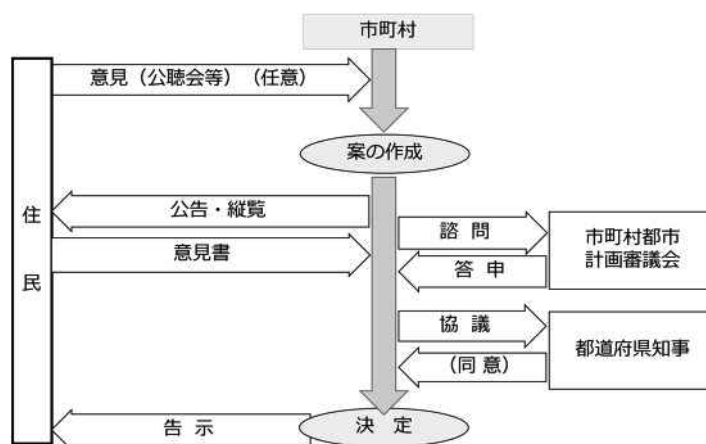 市町村
意見（公聴会等）（任意）
案の作成
住民
公告・縦覧
諮問
市町村都市
計画審議会
意見書
答申
協議
都道府県知事
（同意）
告示
決定